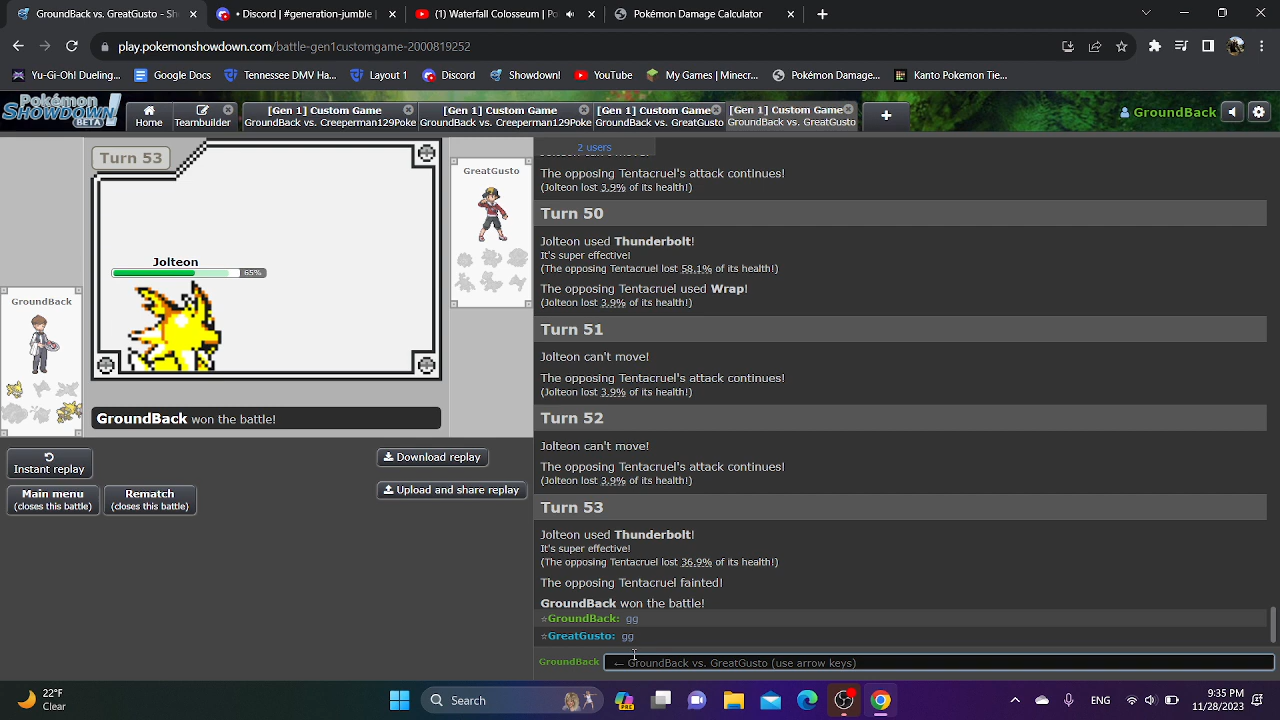 GroundBack vs. GreatGusto - Sh
• Discord | #generation-jumble |
(1) Waterfall Colosseum | Po
Pokémon Damage Calculator
play.pokemonshowdown.com/battle-gen1customgame-2000819252
Yu-Gi-Oh! Dueling...
Google Docs
Tennessee DMV Ha...
Layout 1
Discord
Showdown!
YouTube
My Games | Minecr...
Pokémon Damage...
Kanto Pokemon Tie...
Pokémon
SHOWDOWN!
BETA
Home
Teambuilder
[Gen 1] Custom Game
GroundBack vs. Creeperman129Poke
[Gen 1] Custom Game
GroundBack vs. Creeperman129Poke
[Gen 1] Custom Game
GroundBack vs. GreatGusto
[Gen 1] Custom Game
GroundBack vs. GreatGusto
GroundBack
Turn 53
GreatGusto
Jolteon
65%
GroundBack
GroundBack won the battle!
Instant replay
Download replay
Upload and share replay
Main menu
(closes this battle)
Rematch
(closes this battle)
2 users
The opposing Tentacruel's attack continues!
(Jolteon lost 3.9% of its health!)
Turn 50
Jolteon used Thunderbolt!
It's super effective!
(The opposing Tentacruel lost 58.1% of its health!)
The opposing Tentacruel used Wrap!
(Jolteon lost 3.9% of its health!)
Turn 51
Jolteon can't move!
The opposing Tentacruel's attack continues!
(Jolteon lost 3.9% of its health!)
Turn 52
Jolteon can't move!
The opposing Tentacruel's attack continues!
(Jolteon lost 3.9% of its health!)
Turn 53
Jolteon used Thunderbolt!
It's super effective!
(The opposing Tentacruel lost 36.9% of its health!)
The opposing Tentacruel fainted!
GroundBack won the battle!
☆GroundBack: gg
☆GreatGusto: gg
GroundBack
← GroundBack vs. GreatGusto (use arrow keys)
22°F
Clear
Search
PRE
ENG
9:35 PM
11/28/2023